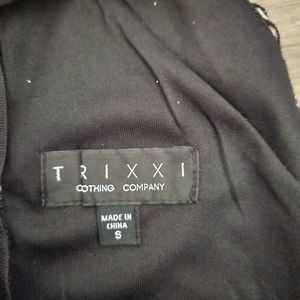 TRIXXI
COTHING COMPANY
MADE IN
CHINA
S